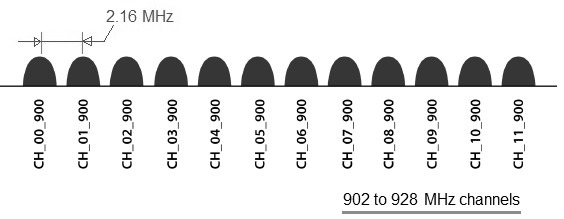 2.16 MHz
CH_00_900
CH_01_900
CH_02_900
CH_03_900
CH_04_900
CH_05_900
CH_06_900
CH_07_900
CH_08_900
CH_09_900
CH_10_900
CH_11_900
902 to 928 MHz channels